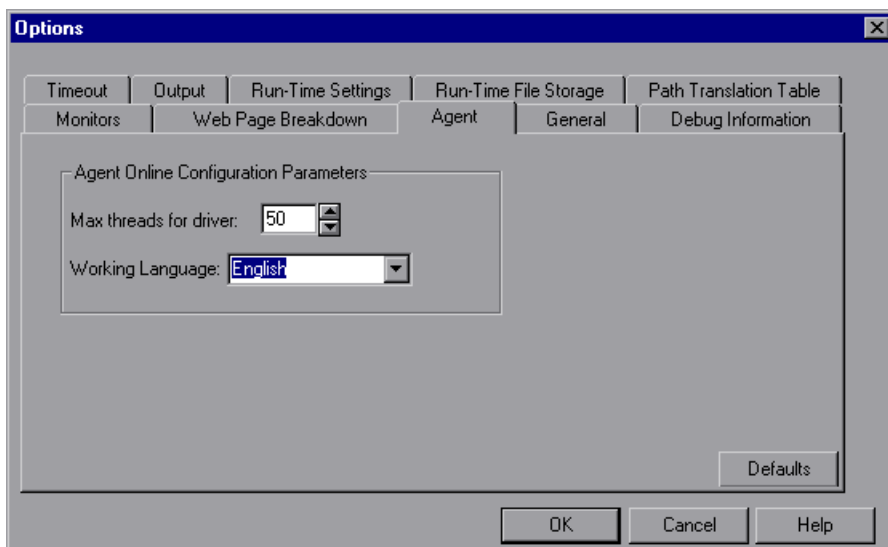 Options
Timeout Output Run-Time Settings Run-Time File Storage Path Translation Table
Monitors Web Page Breakdown Agent General Debug Information
Agent Online Configuration Parameters
Max threads for driver: 50
Working Language: English
Defaults
OK Cancel Help